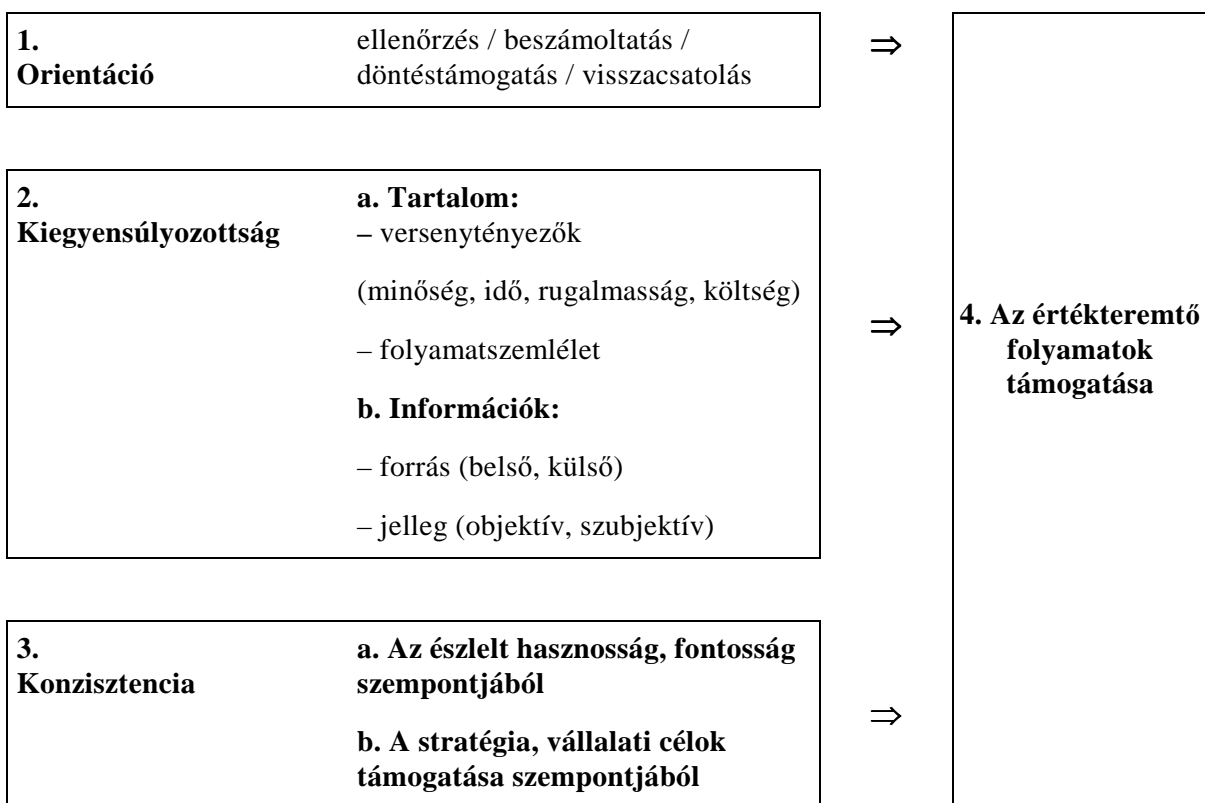 1.
Orientáció
ellenőrzés / beszámoltatás /
döntéstámogatás / visszacsatolás
⇒
2.
Kiegyensúlyozottság
a. Tartalom:
– versenytényezők
(minőség, idő, rugalmasság, költség)
– folyamatszemlélet
b. Információk:
– forrás (belső, külső)
– jelleg (objektív, szubjektív)
⇒
3.
Konzisztencia
a. Az észlelt hasznosság, fontosság
szempontjából
b. A stratégia, vállalati célok
támogatása szempontjából
⇒
4. Az értékteremtő
folyamatok
támogatása